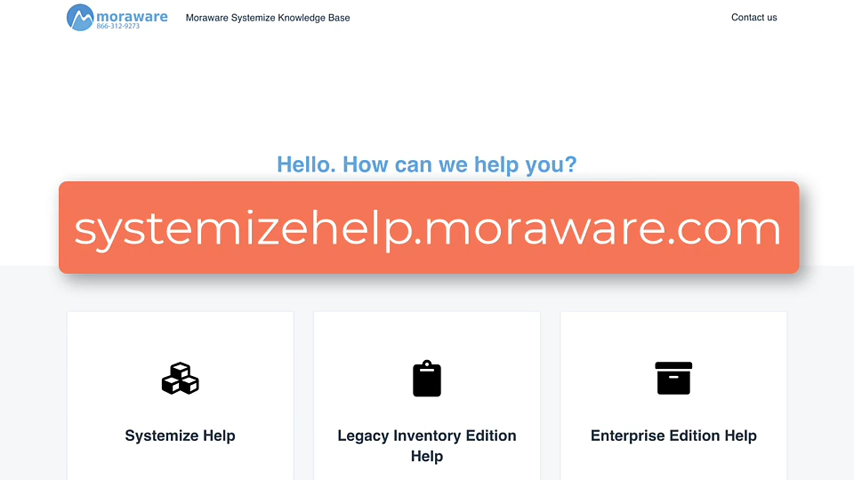 moraware
866-312-9273
Moraware Systemize Knowledge Base
Contact us
Hello. How can we help you?
systemizehelp.moraware.com
Systemize Help
Legacy Inventory Edition
Help
Enterprise Edition Help